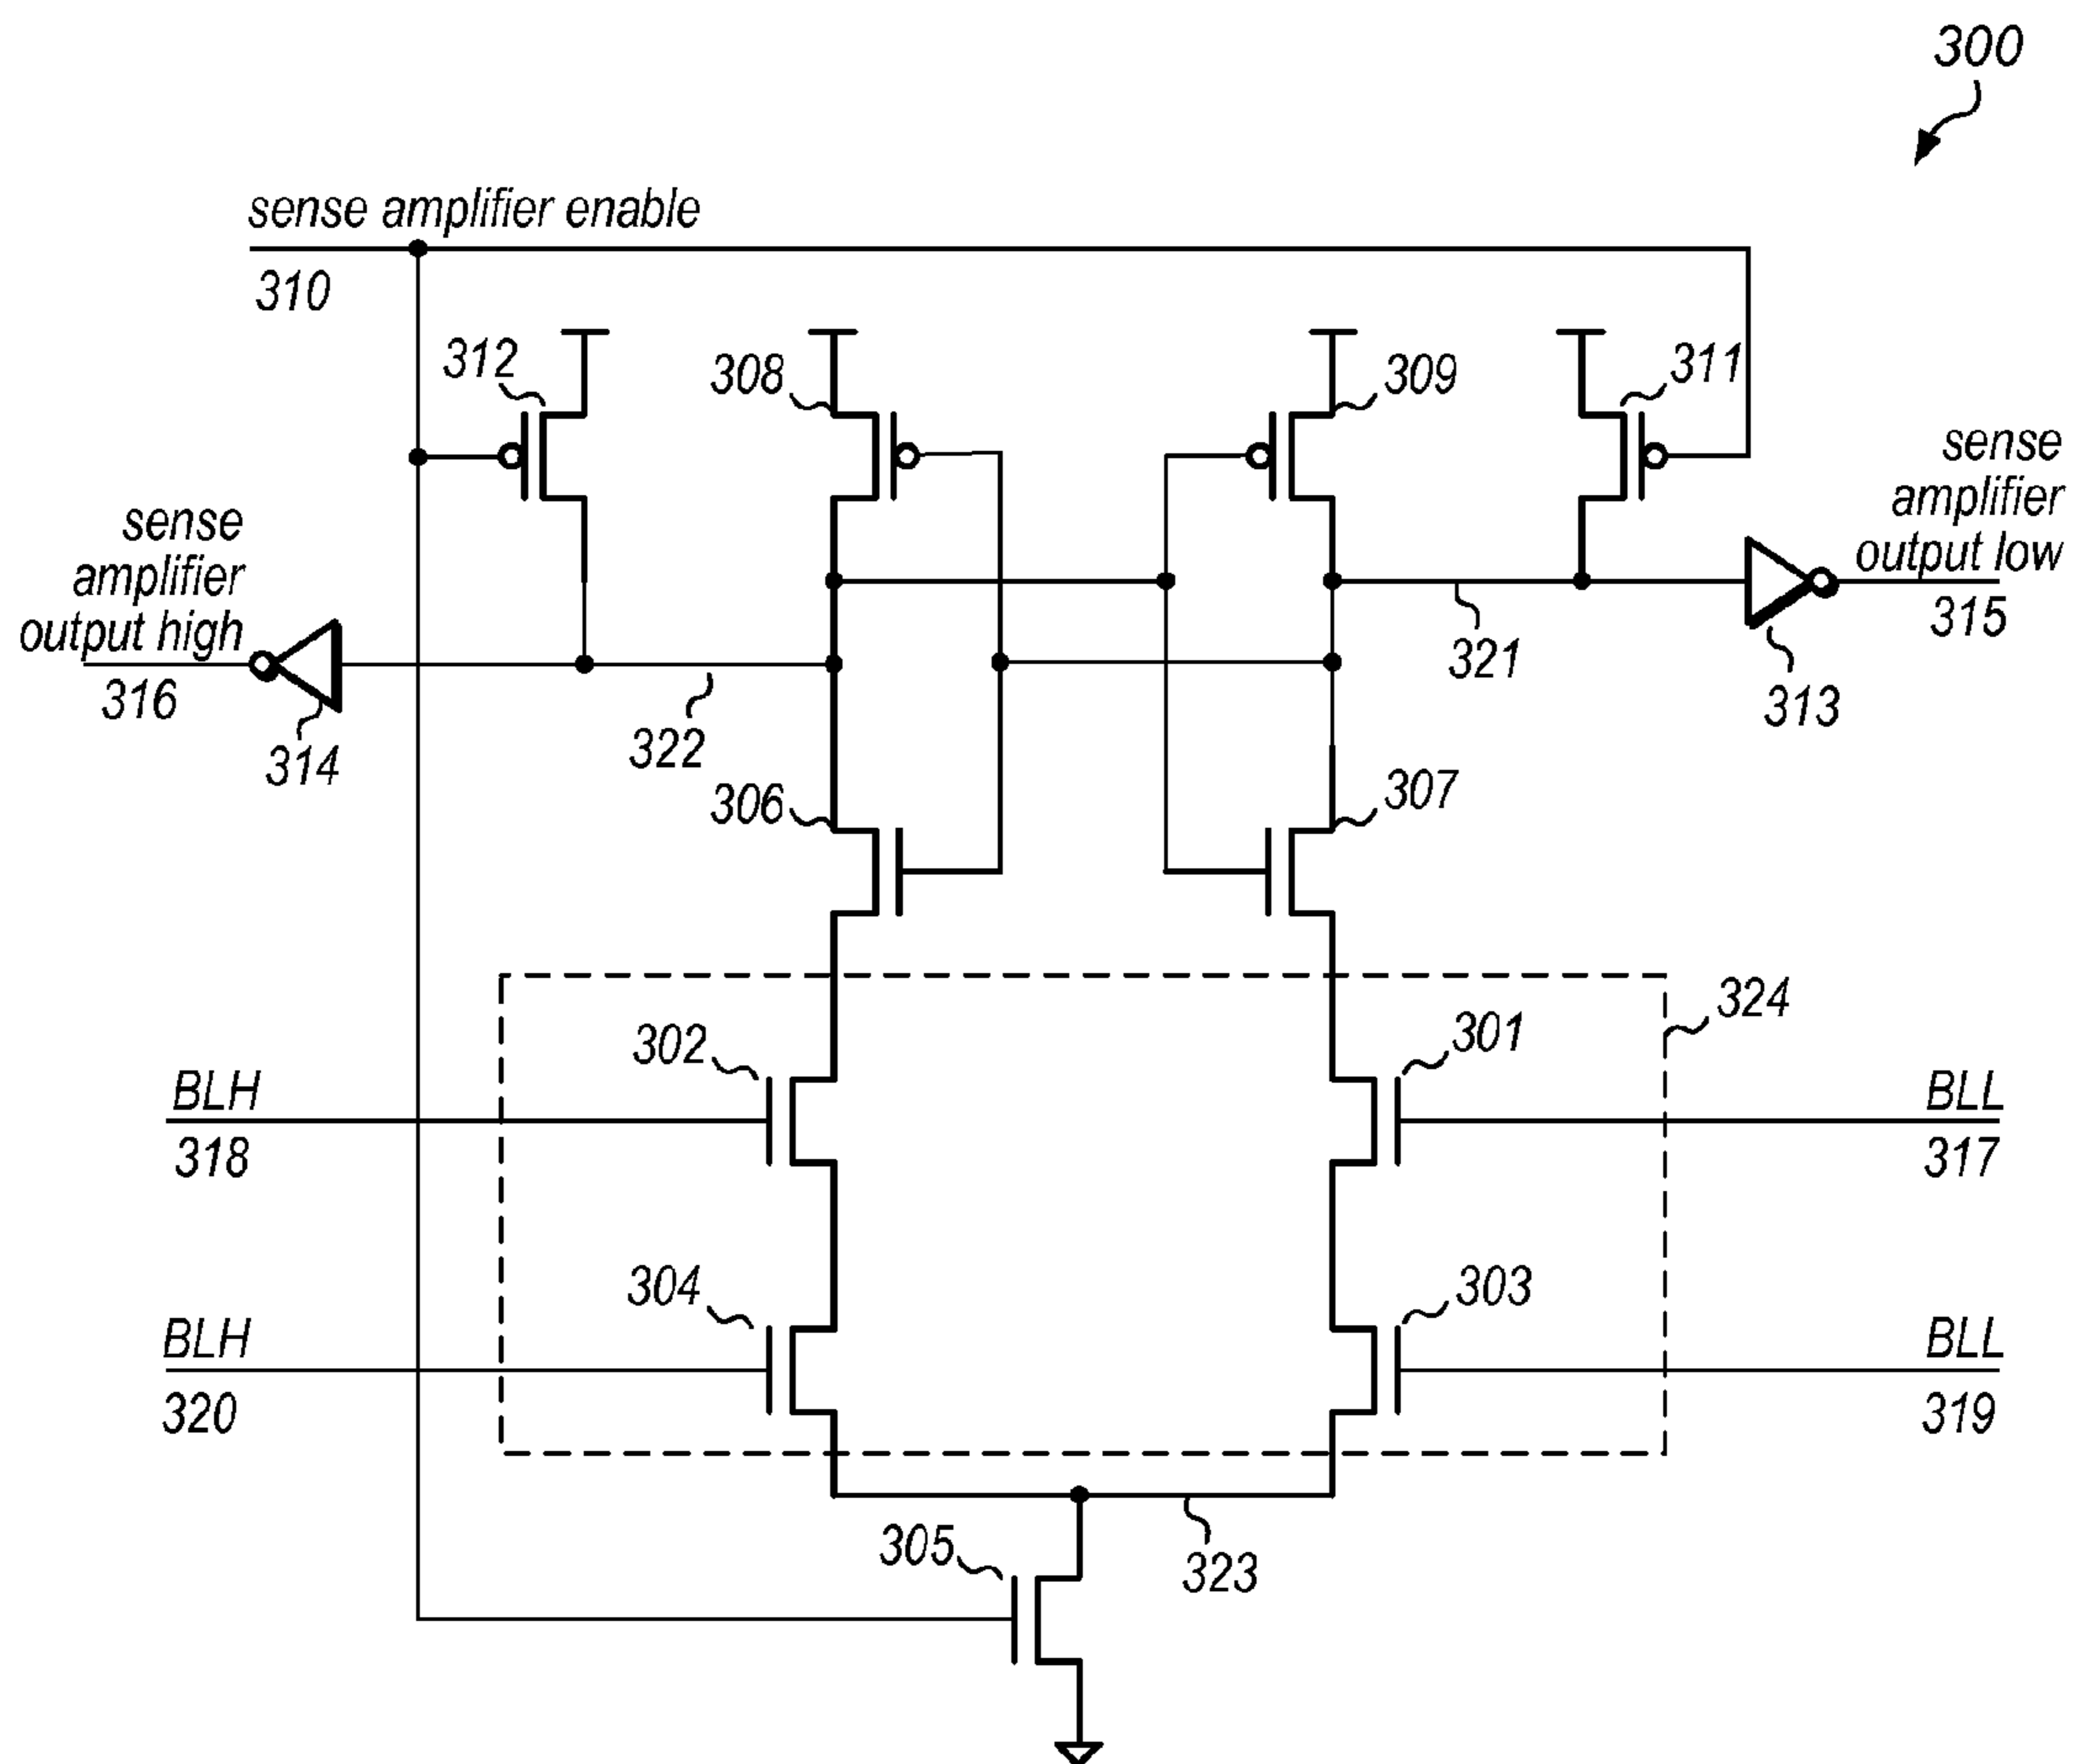 300
sense amplifier enable
310
312
308
309
311
sense
amplifier
output low
315
sense
amplifier
output high
316
314
322
321
313
306
307
324
302
301
BLH
318
BLL
317
304
303
BLH
320
BLL
319
305
323